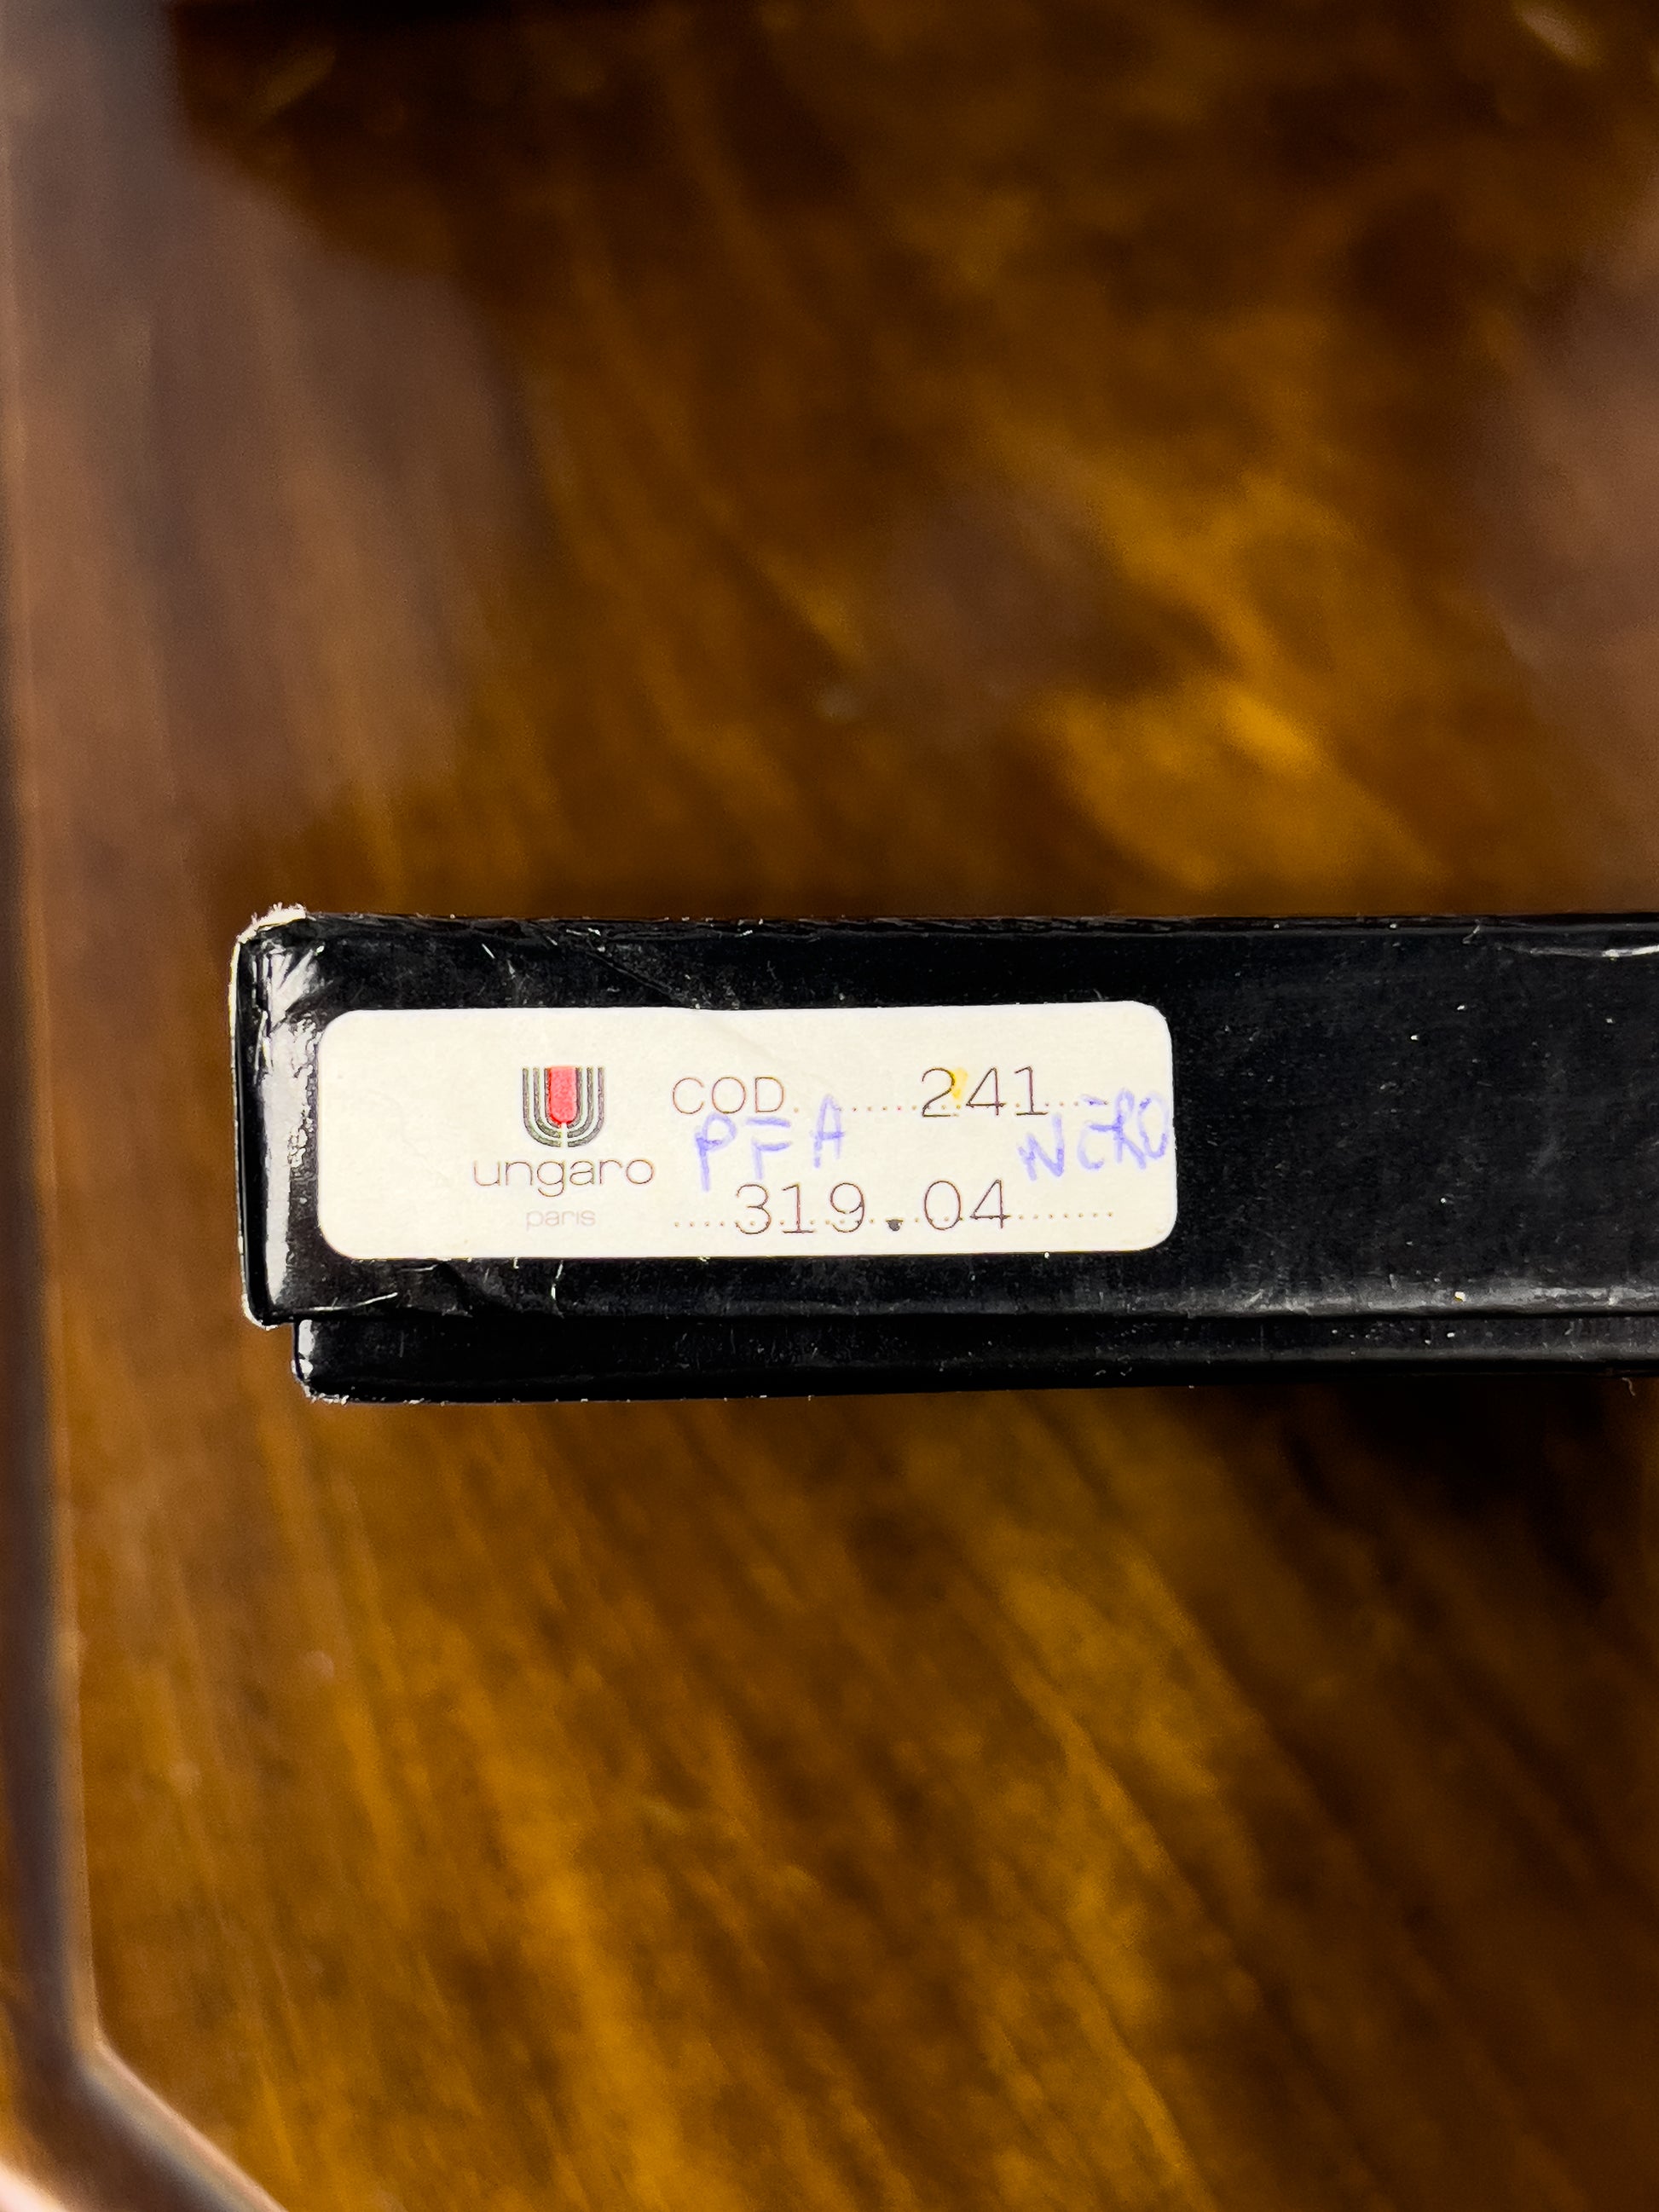 ungaro
paris
COD. 241
PFA NERO
319.04